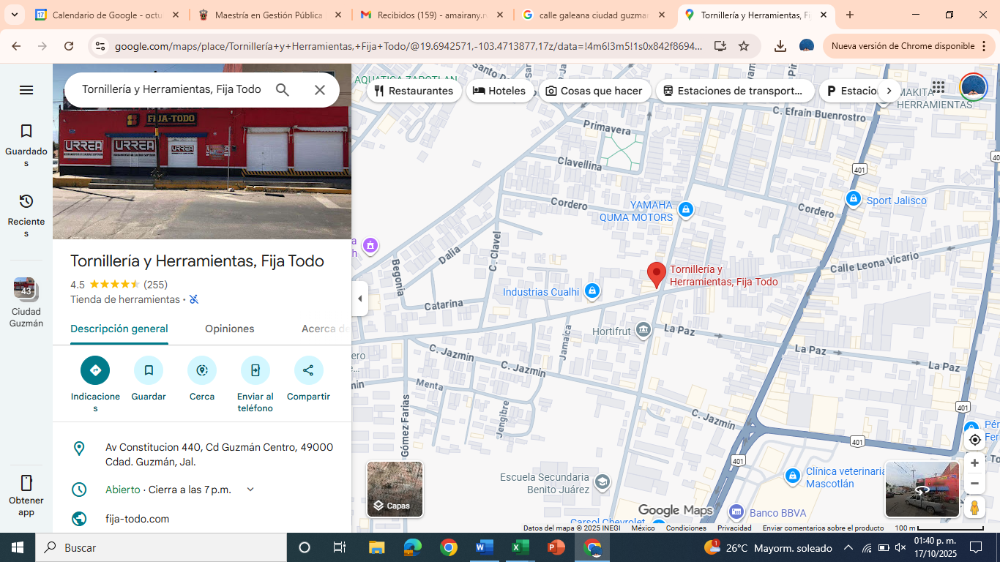 Calendario de Google - octu
Maestría en Gestión Pública
Recibidos (159) - amairany.n
calle galeana ciudad guzman
Tornillería y Herramientas, Fij
google.com/maps/place/Tornillería+y+Herramientas,+Fija+Todo/@19.6942571,-103.4713877,17z/data=!4m6!3m5!1s0x842f8694...
Nueva versión de Chrome disponible
Tornillería y Herramientas, Fija Todo
Guardados
Recientes
43
Ciudad Guzmán
Obtener app
FIJA-TODO
URREA
URREA
URREA
Tornillería y Herramientas, Fija Todo
4.5 (255)
Tienda de herramientas ·
Descripción general
Opiniones
Acerca de
Indicaciones
Guardar
Cerca
Enviar al teléfono
Compartir
Av Constitucion 440, Cd Guzmán Centro, 49000
Cdad. Guzmán, Jal.
Abierto · Cierra a las 7 p.m.
fija-todo.com
Restaurantes
Hoteles
Cosas que hacer
Estaciones de transport...
Estacio
AQUATICA ZAPOTLAN
Santo D
MAKITA
HERRAMIENTAS
C. Efraín Buenrostro
Primavera
Clavellina
401
Cordero
YAMAHA
QUMA MOTORS
Sport Jalisco
Cordero
C. Clavel
Dalia
Begonia
Calle Leona Vicario
Tornillería y
Herramientas, Fija Todo
Industrias Cualhi
Catarina
Hortifrut
La Paz
Jamaica
C. Jazmin
La Paz
La Paz
C. Jazmin
Menta
Jengibre
Gómez Farías
C. Jazmin
401
401
401
Escuela Secundaria
Benito Juárez
Clínica veterinaria
Mascotlán
Banco BBVA
Carsol Chevrolet
Capas
Google Maps
Datos del mapa © 2025 INEGI
México
Condiciones
Privacidad
Enviar comentarios sobre el producto
100 m
Buscar
26°C Mayorm. soleado
01:40 p. m.
17/10/2025